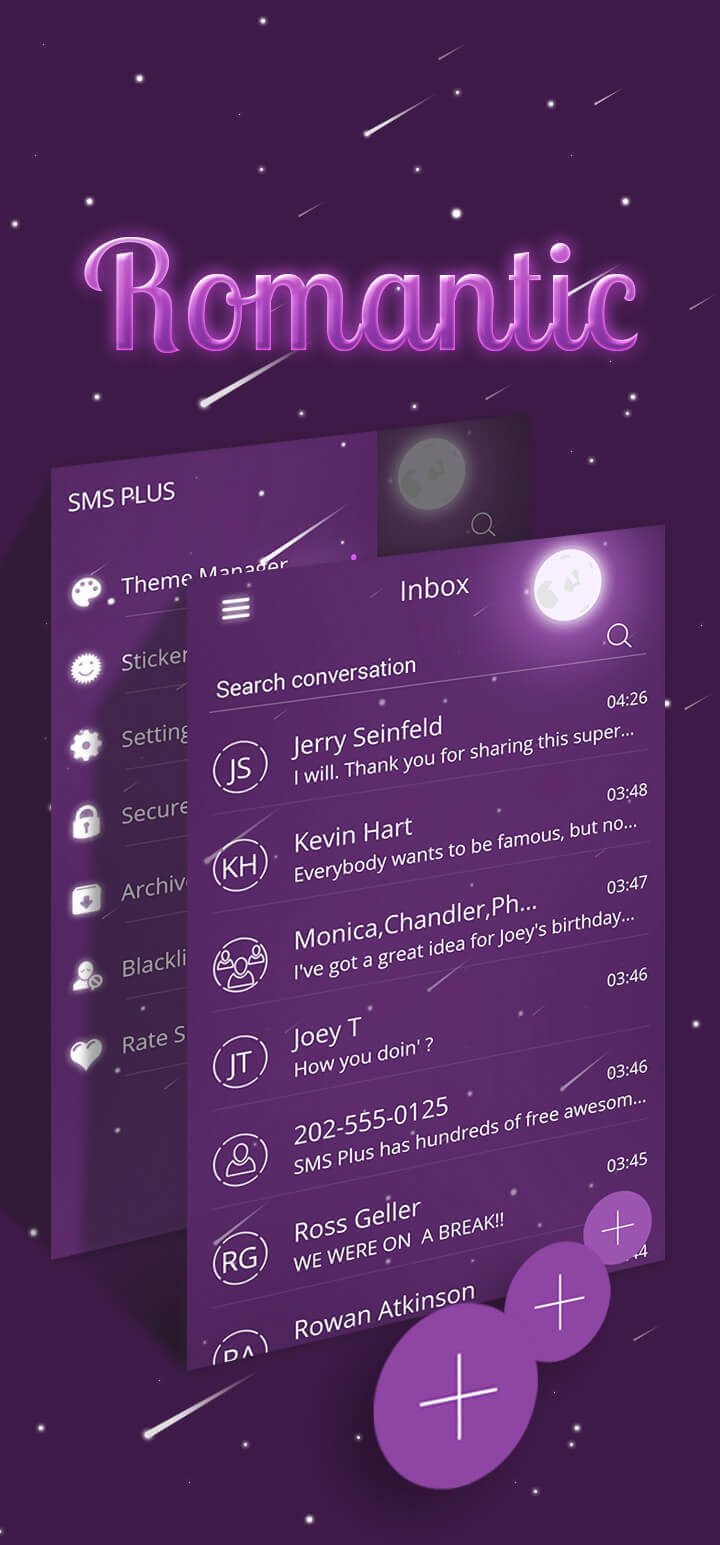 Romantic
SMS PLUS
Theme Manager
Sticker
Setting
Secure
Archiv
Blackli
Rate S
Inbox
Search conversation
04:26
JS Jerry Seinfeld
I will. Thank you for sharing this super...
03:48
KH Kevin Hart
Everybody wants to be famous, but no...
03:47
Monica,Chandler,Ph...
I've got a great idea for Joey's birthday...
03:46
JT Joey T
How you doin' ?
03:46
202-555-0125
SMS Plus has hundreds of free awesom...
03:45
RG Ross Geller
WE WERE ON A BREAK!!
44
RA Rowan Atkinson